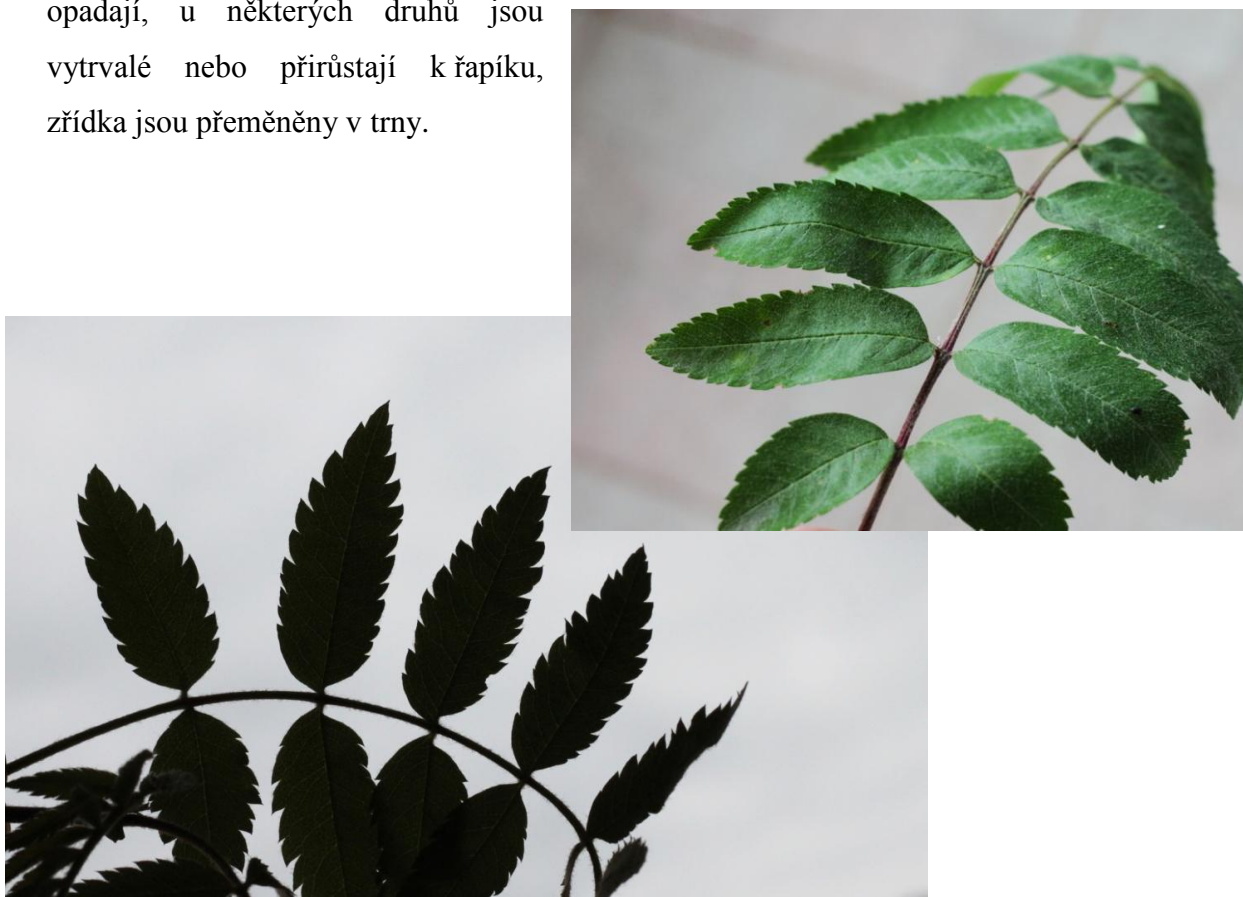 opadají, u některých druhů jsou
vytrvalé nebo přirůstají k řapíku,
zřídka jsou přeměněny v trny.